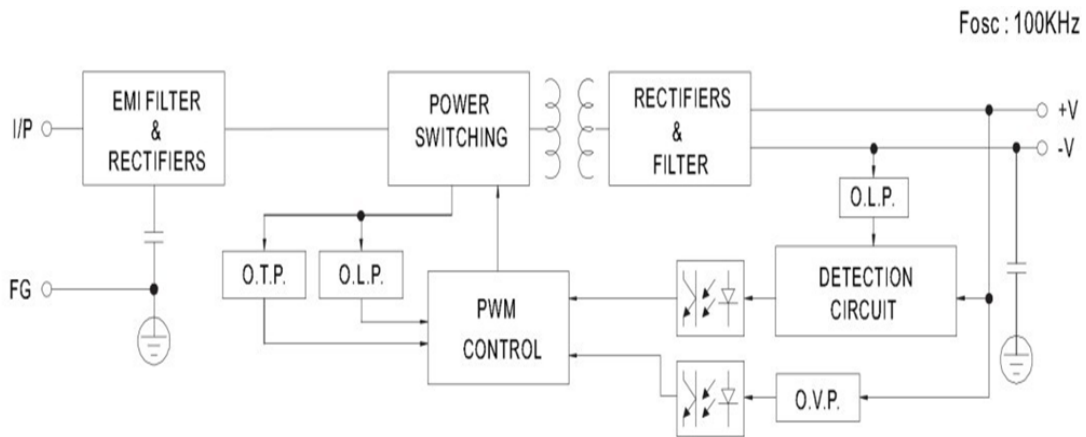 Fosc : 100KHz
EMI FILTER
&
RECTIFIERS
POWER
SWITCHING
RECTIFIERS
&
FILTER
I/P
+V
-V
O.L.P.
O.T.P.
O.L.P.
FG
PWM
CONTROL
DETECTION
CIRCUIT
O.V.P.